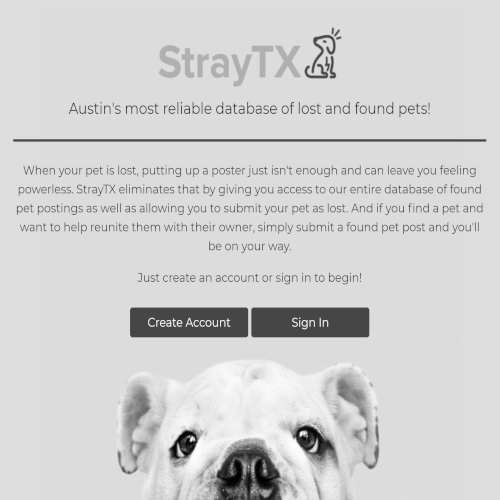 StrayTX
Austin's most reliable database of lost and found pets!
When your pet is lost, putting up a poster just isn't enough and can leave you feeling
powerless. StrayTX eliminates that by giving you access to our entire database of found
pet postings as well as allowing you to submit your pet as lost. And if you find a pet and
want to help reunite them with their owner, simply submit a found pet post and you'll
be on your way.
Just create an account or sign in to begin!
Create Account Sign In